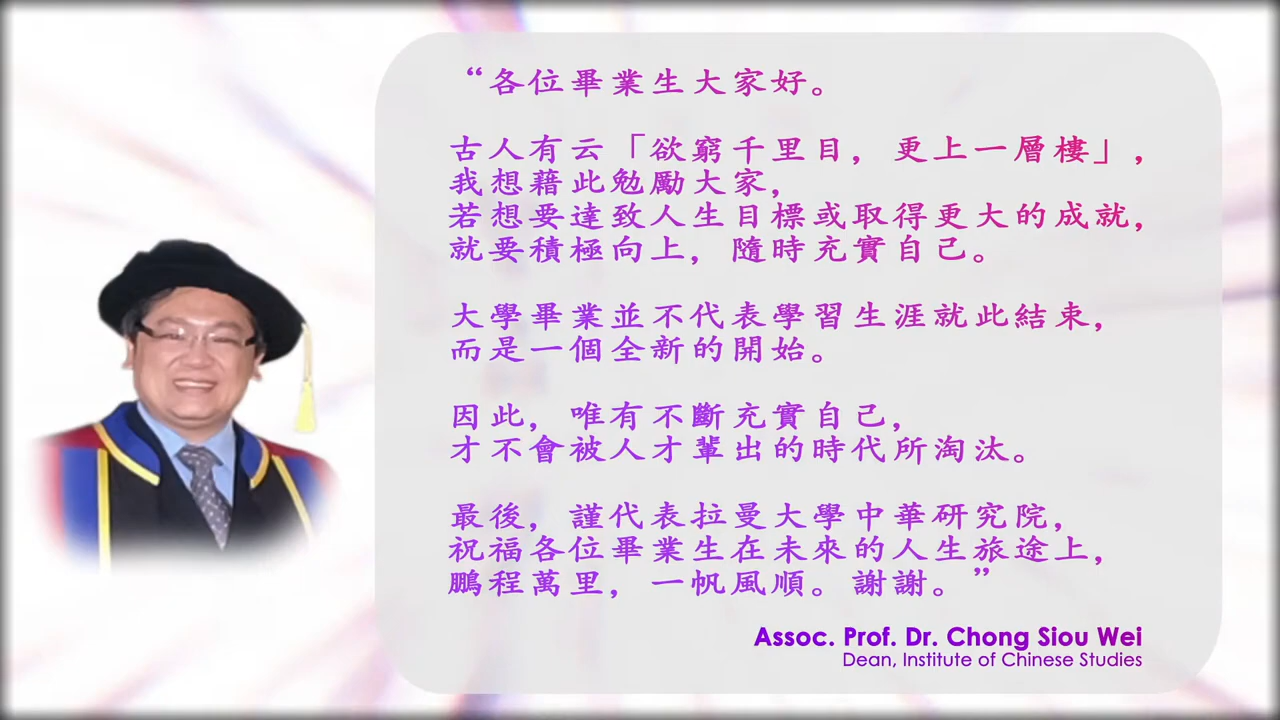 “各位畢業生大家好。
古人有云「欲窮千里目，更上一層樓」，
我想藉此勉勵大家，
若想要達致人生目標或取得更大的成就，
就要積極向上，隨時充實自己。
大學畢業並不代表學習生涯就此結束，
而是一個全新的開始。
因此，唯有不斷充實自己，
才不會被人才輩出的時代所淘汰。
最後，謹代表拉曼大學中華研究院，
祝福各位畢業生在未來的人生旅途上，
鵬程萬里，一帆風順。謝謝。”
Assoc. Prof. Dr. Chong Siou Wei
Dean, Institute of Chinese Studies